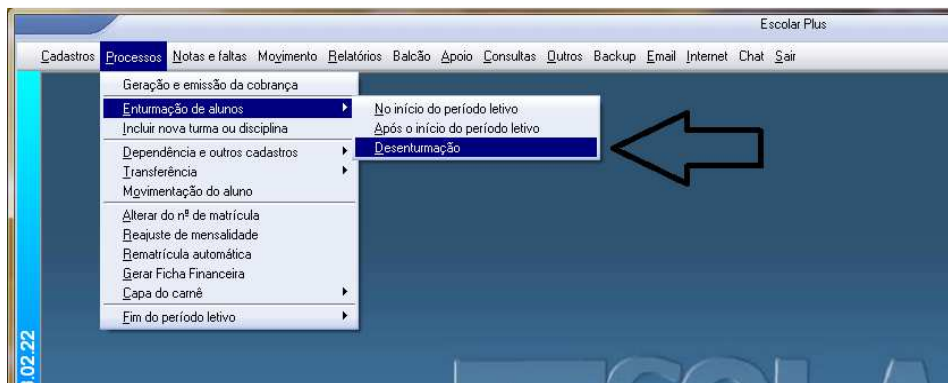 Escolar Plus
Cadastros Processos Notas e faltas Movimento Relatórios Balcão Apoio Consultas Outros Backup Email Internet Chat Sair
Geração e emissão da cobrança
Enturmação de alunos
Incluir nova turma ou disciplina
Dependência e outros cadastros
Transferência
Movimentação do aluno
Alterar do nº de matrícula
Reajuste de mensalidade
Rematrícula automática
Gerar Ficha Financeira
Capa do carnê
Fim do período letivo
No início do período letivo
Após o início do período letivo
Desenturmação
.02.22
ESCOLA